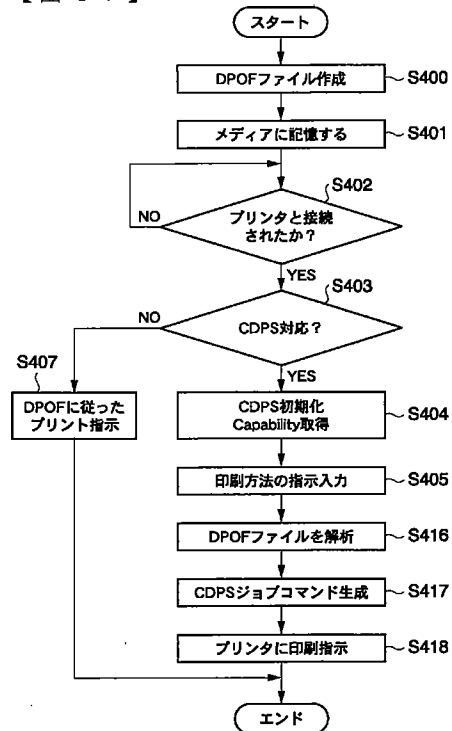 スタート
DPOFファイル作成
S400
メディアに記憶する
S401
S402
プリンタと接続
されたか？
NO
YES
S403
CDPS対応？
NO
YES
S407
DPOFに従った
プリント指示
CDPS初期化
Capability取得
S404
印刷方法の指示入力
S405
DPOFファイルを解析
S416
CDPSジョブコマンド生成
S417
プリンタに印刷指示
S418
エンド